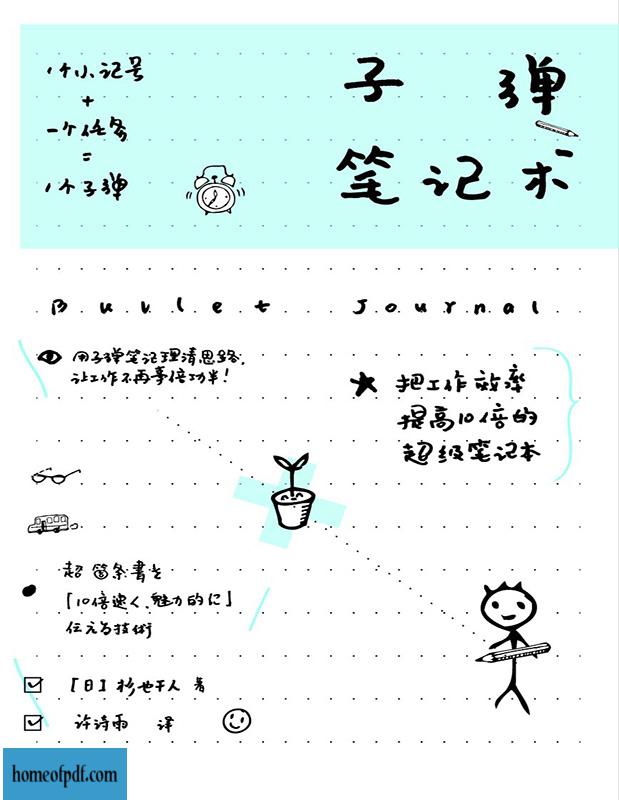 1个小记号
+
一个任务
=
1个子弹
子弹
笔记术
Bullet Journal
用子弹笔记理清思路,
让工作不再事倍功半!
★ 把工作效率
提高10倍的
超级笔记本
超 箇条書き
「10倍速く、魅力的に」
伝える技術
[日] 杉也千人 著
许诗雨 译
homeofpdf.com